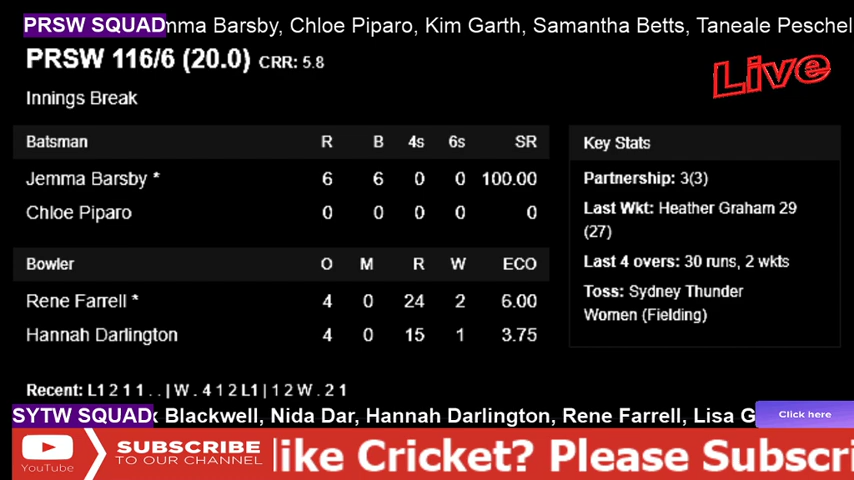 PRSW SQUAD mma Barsby, Chloe Piparo, Kim Garth, Samantha Betts, Taneale Peschel
PRSW 116/6 (20.0) CRR: 5.8
Live
Innings Break
Batsman R B 4s 6s SR
Jemma Barsby * 6 6 0 0 100.00
Chloe Piparo 0 0 0 0 0
Bowler O M R W ECO
Rene Farrell * 4 0 24 2 6.00
Hannah Darlington 4 0 15 1 3.75
Key Stats
Partnership: 3(3)
Last Wkt: Heather Graham 29
(27)
Last 4 overs: 30 runs, 2 wkts
Toss: Sydney Thunder
Women (Fielding)
Recent: L1 2 1 1 . . | W . 4 1 2 L1 | 1 2 W . 2 1
SYTW SQUAD x Blackwell, Nida Dar, Hannah Darlington, Rene Farrell, Lisa G
Click here
YouTube
SUBSCRIBE
TO OUR CHANNEL
like Cricket? Please Subscri